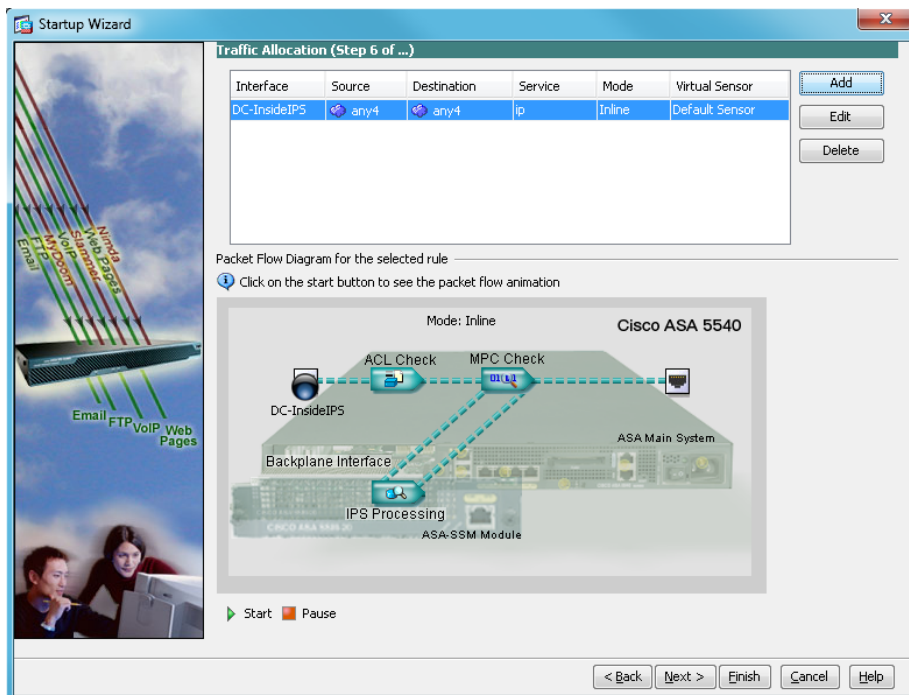 Startup Wizard
Traffic Allocation (Step 6 of ...)
Interface Source Destination Service Mode Virtual Sensor
DC-InsideIPS any4 any4 ip Inline Default Sensor
Add
Edit
Delete
Nimda
Web Pages
Slammer
VoIP
MyDoom
FTP
Email
Email FTP VoIP Web Pages
Packet Flow Diagram for the selected rule
Click on the start button to see the packet flow animation
Mode: Inline
Cisco ASA 5540
ACL Check
MPC Check
DC-InsideIPS
ASA Main System
Backplane Interface
IPS Processing
ASA-SSM Module
Start Pause
< Back Next > Finish Cancel Help